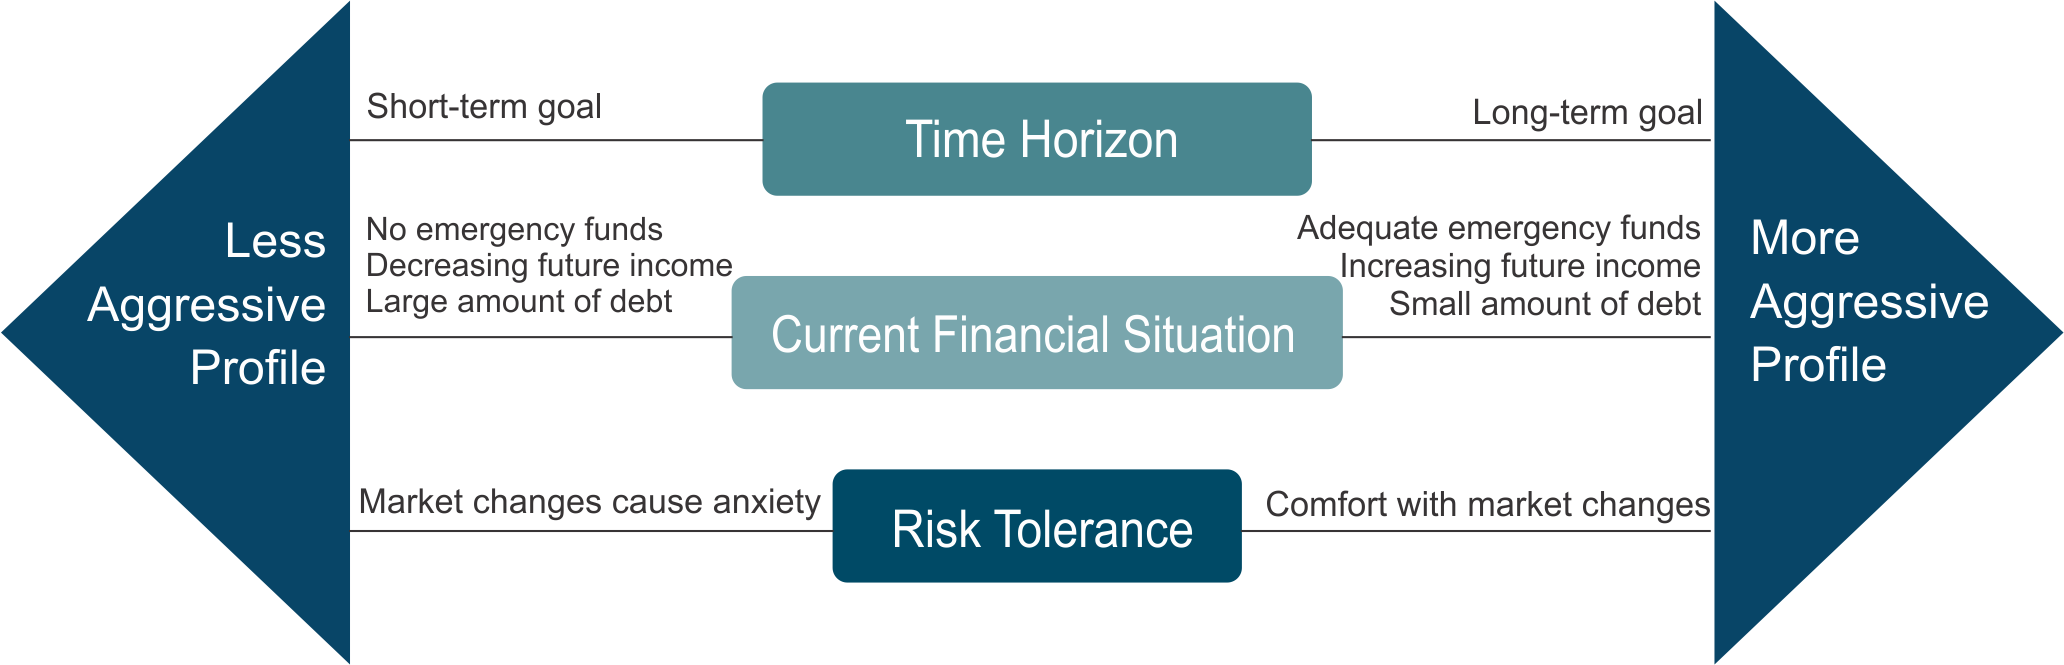 Less
Aggressive
Profile
Short-term goal
Time Horizon
Long-term goal
No emergency funds
Decreasing future income
Large amount of debt
Current Financial Situation
Adequate emergency funds
Increasing future income
Small amount of debt
Market changes cause anxiety
Risk Tolerance
Comfort with market changes
More
Aggressive
Profile